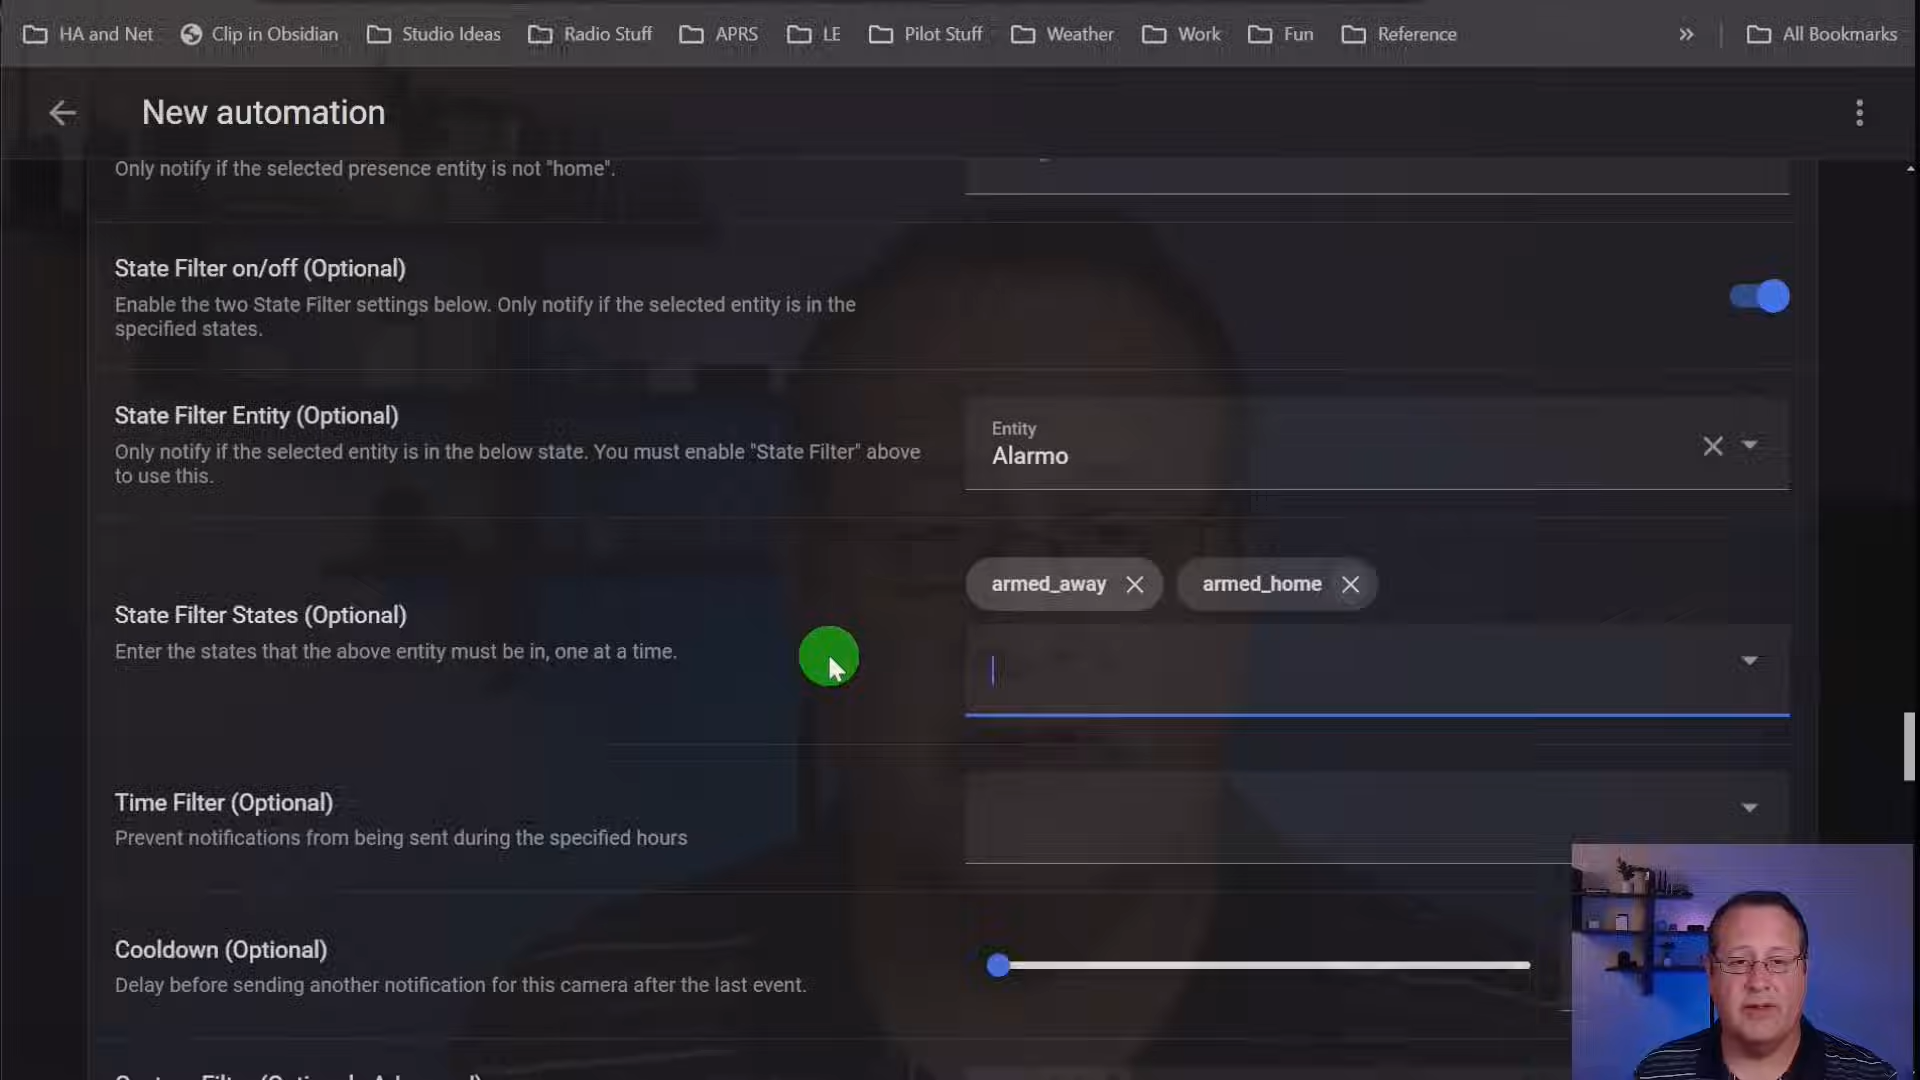 HA and Net Clip in Obsidian Studio Ideas Radio Stuff APRS LE Pilot Stuff Weather Work Fun Reference » All Bookmarks
New automation
Only notify if the selected presence entity is not "home".
State Filter on/off (Optional)
Enable the two State Filter settings below. Only notify if the selected entity is in the
specified states.
State Filter Entity (Optional)
Only notify if the selected entity is in the below state. You must enable "State Filter" above
to use this.
Entity
Alarmo
armed_away armed_home
State Filter States (Optional)
Enter the states that the above entity must be in, one at a time.
Time Filter (Optional)
Prevent notifications from being sent during the specified hours
Cooldown (Optional)
Delay before sending another notification for this camera after the last event.